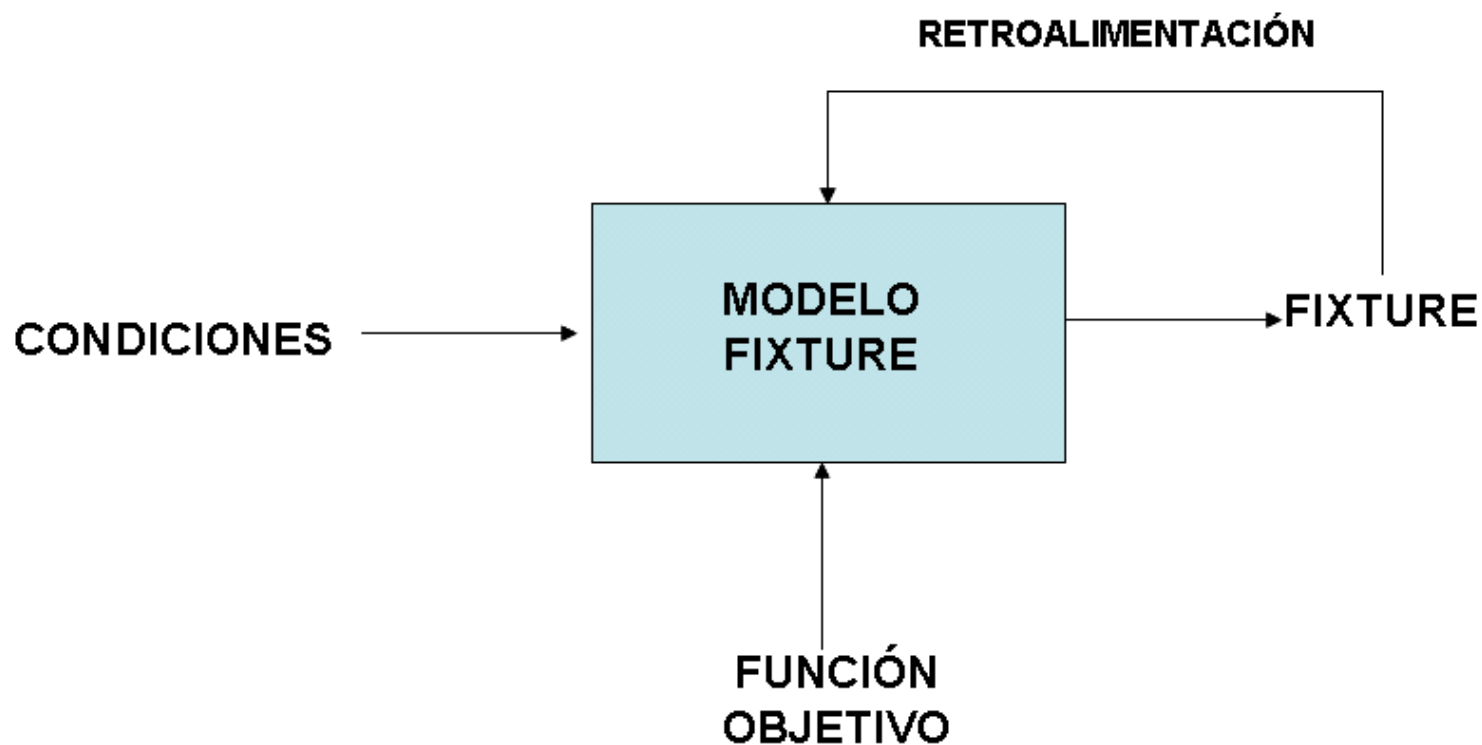 RETROALIMENTACIÓN
MODELO
FIXTURE
CONDICIONES
FIXTURE
FUNCIÓN
OBJETIVO